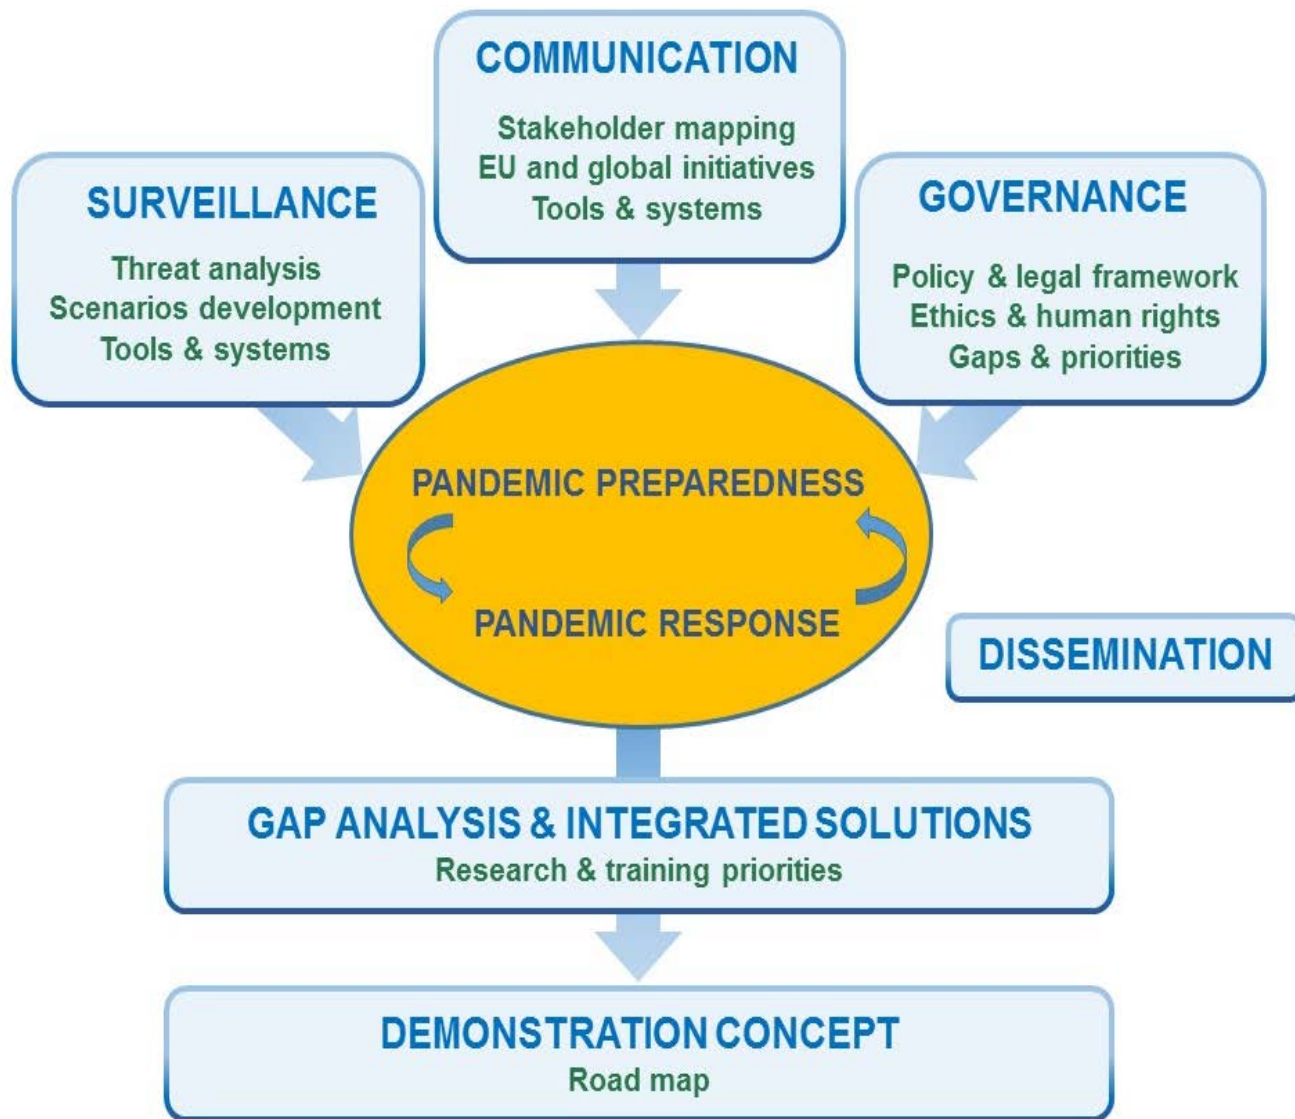 COMMUNICATION
Stakeholder mapping
EU and global initiatives
Tools & systems
SURVEILLANCE
Threat analysis
Scenarios development
Tools & systems
GOVERNANCE
Policy & legal framework
Ethics & human rights
Gaps & priorities
PANDEMIC PREPAREDNESS
PANDEMIC RESPONSE
DISSEMINATION
GAP ANALYSIS & INTEGRATED SOLUTIONS
Research & training priorities
DEMONSTRATION CONCEPT
Road map